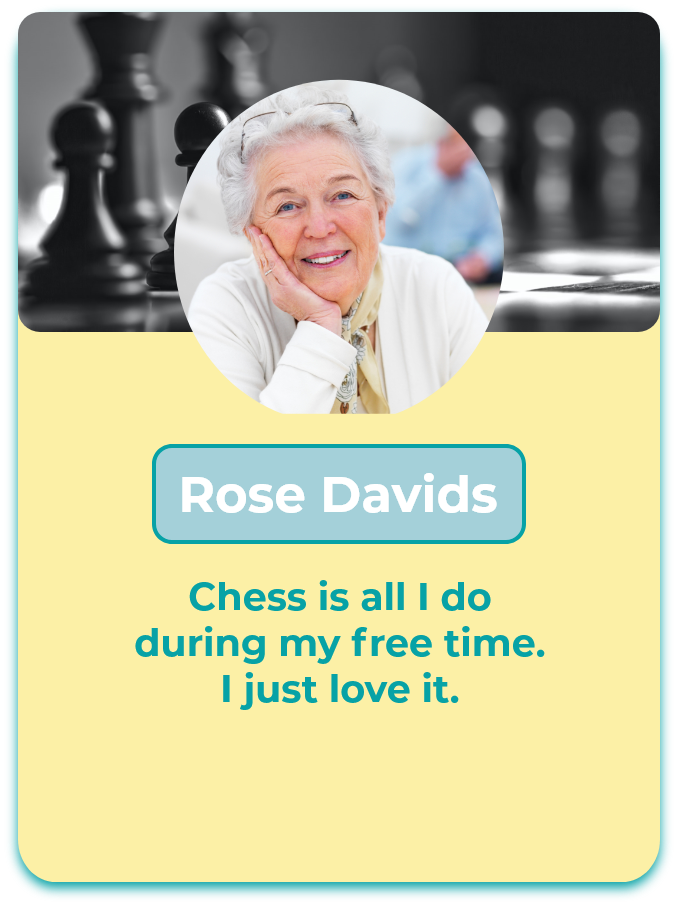 Rose Davids
Chess is all I do
during my free time.
I just love it.